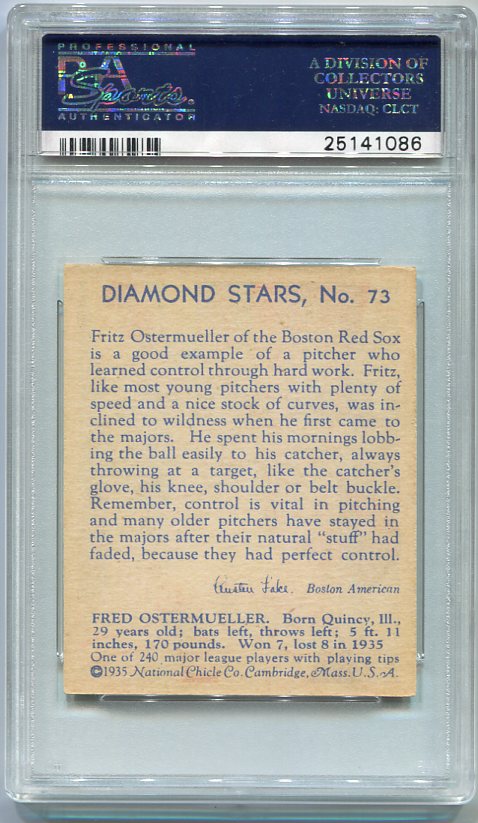 PROFESSIONAL
PSA
Sports
AUTHENTICATOR
A DIVISION OF
COLLECTORS
UNIVERSE
NASDAQ: CLCT
25141086
DIAMOND STARS, No. 73
Fritz Ostermueller of the Boston Red Sox
is a good example of a pitcher who
learned control through hard work. Fritz,
like most young pitchers with plenty of
speed and a nice stock of curves, was in-
clined to wildness when he first came to
the majors. He spent his mornings lobb-
ing the ball easily to his catcher, always
throwing at a target, like the catcher's
glove, his knee, shoulder or belt buckle.
Remember, control is vital in pitching
and many older pitchers have stayed in
the majors after their natural "stuff" had
faded, because they had perfect control.
Austen Lake. Boston American
FRED OSTERMUELLER. Born Quincy, Ill.,
29 years old; bats left, throws left; 5 ft. 11
inches, 170 pounds. Won 7, lost 8 in 1935
One of 240 major league players with playing tips
©1935 National Chicle Co. Cambridge, Mass. U.S.A.